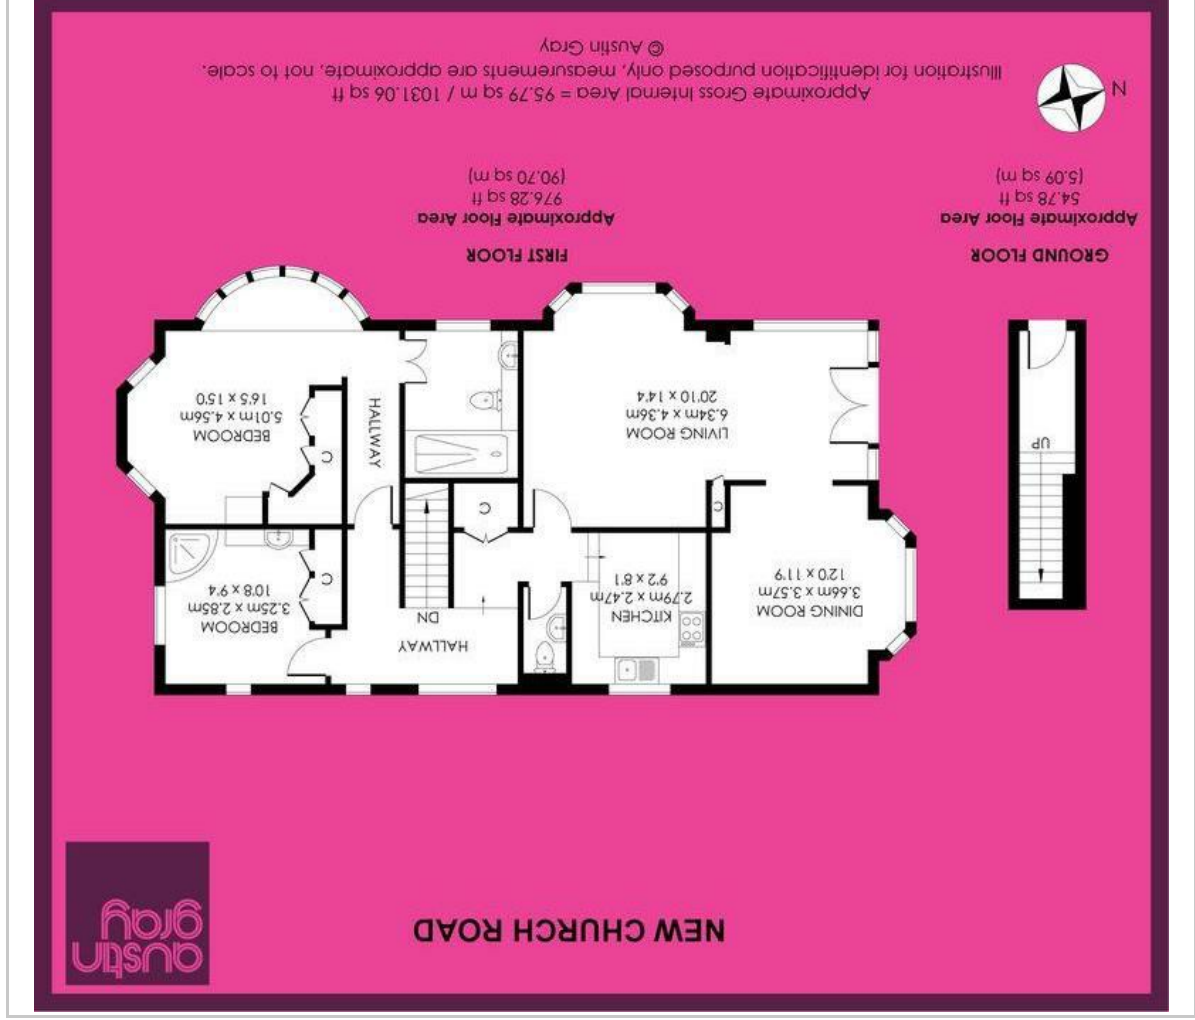 NEW CHURCH ROAD
austin
gray
DINING ROOM
3.66m x 3.57m
12'0 x 11'9
KITCHEN
2.79m x 2.47m
9'2 x 8'1
HALLWAY
DN
BEDROOM
3.25m x 2.85m
10'8 x 9'4
C
C
C
UP
LIVING ROOM
6.34m x 4.36m
20'10 x 14'4
HALLWAY
C
BEDROOM
5.01m x 4.56m
16'5 x 15'0
GROUND FLOOR
Approximate Floor Area
54.78 sq ft
(5.09 sq m)
FIRST FLOOR
Approximate Floor Area
976.28 sq ft
(90.70 sq m)
N
Approximate Gross Internal Area = 95.79 sq m / 1031.06 sq ft
Illustration for identification purposed only, measurements are approximate, not to scale.
© Austin Gray